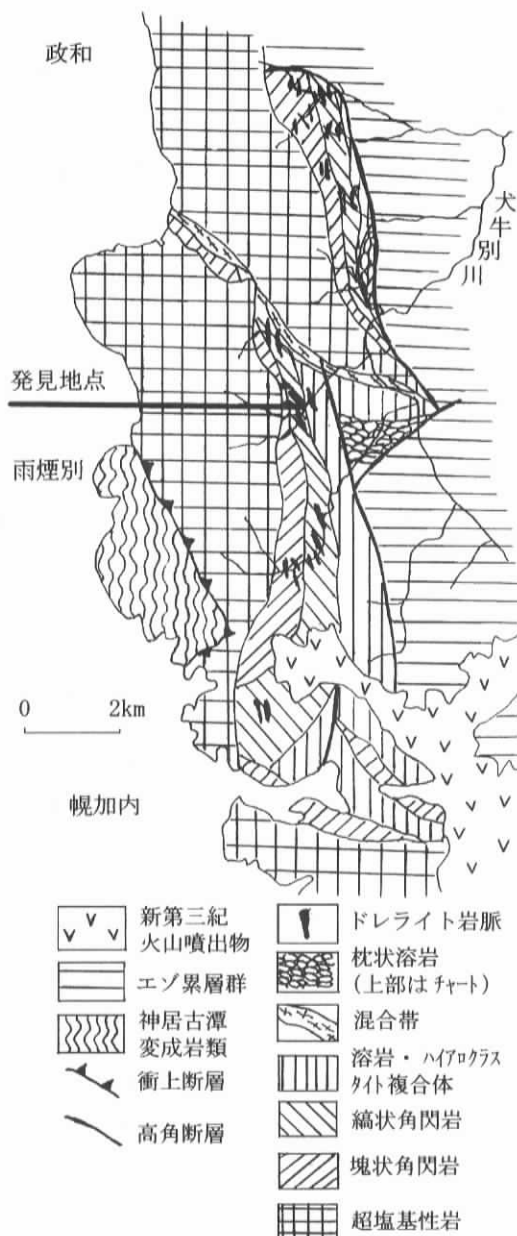 政和
犬牛別川
発見地点
雨煙別
0 2km
幌加内
新第三紀
火山噴出物
エゾ累層群
神居古潭
変成岩類
衝上断層
高角断層
ドレライト岩脈
枕状溶岩
(上部はチャート)
混合帯
溶岩・ハイアロクラス
タイト複合体
縞状角閃岩
塊状角閃岩
超塩基性岩